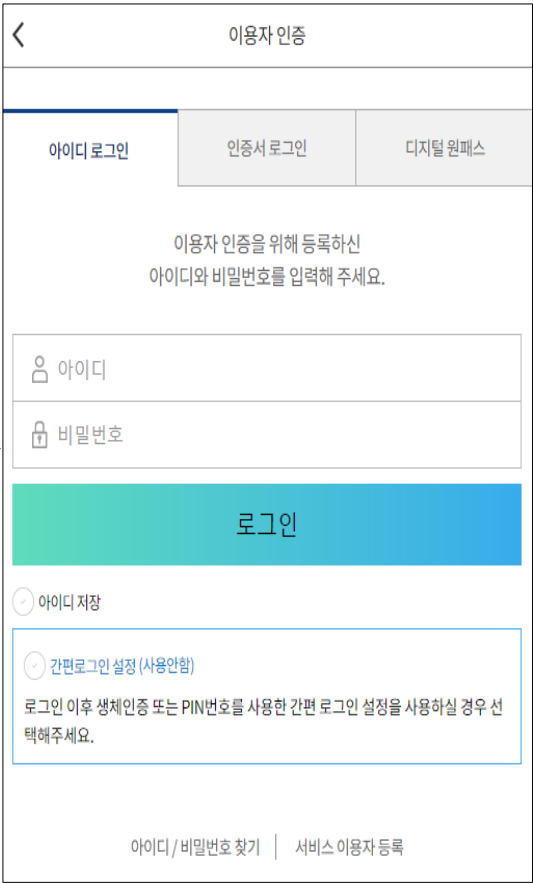 이용자 인증
아이디 로그인
인증서 로그인
디지털 원패스
이용자 인증을 위해 등록하신
아이디와 비밀번호를 입력해 주세요.
아이디
비밀번호
로그인
아이디 저장
간편로그인 설정 (사용안함)
로그인 이후 생체인증 또는 PIN번호를 사용한 간편 로그인 설정을 사용하실 경우 선
택해주세요.
아이디 / 비밀번호 찾기 │ 서비스 이용자 등록